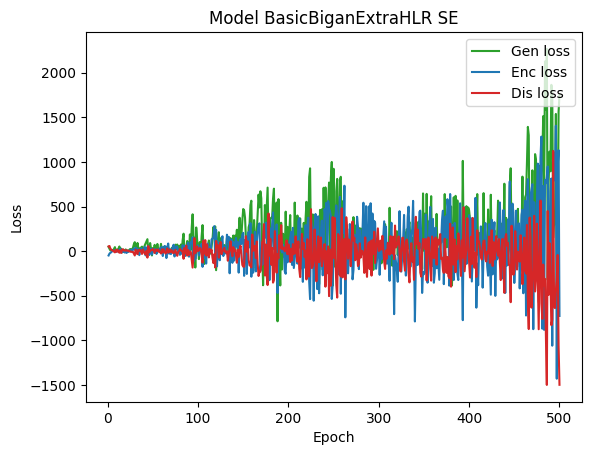 Model BasicBiganExtraHLR SE
Gen loss
Enc loss
Dis loss
2000
1500
1000
500
0
−500
−1000
−1500
Loss
0
100
200
300
400
500
Epoch